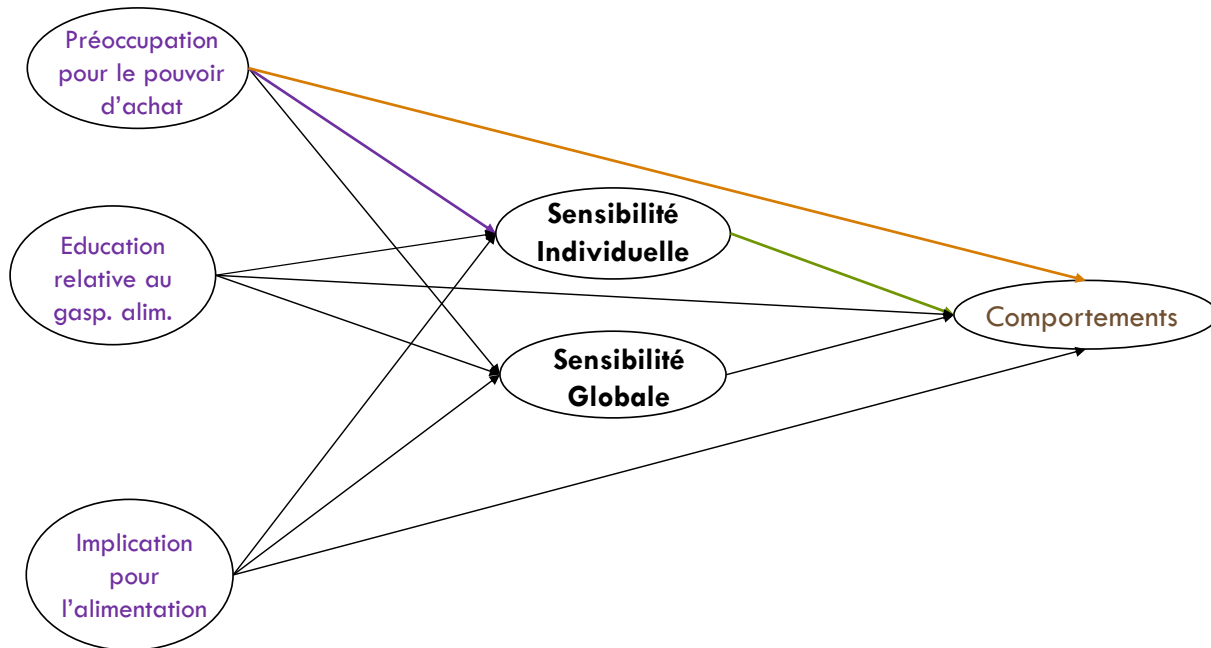 Préoccupation
pour le pouvoir
d'achat
Sensibilité
Individuelle
Education
relative au
gasp. alim.
Comportements
Sensibilité
Globale
Implication
pour
l'alimentation